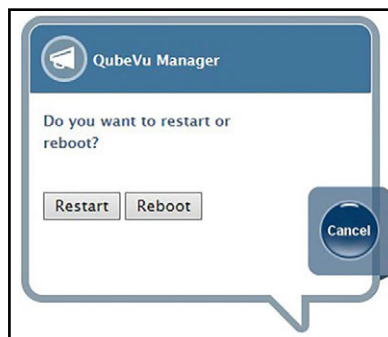 QubeVu Manager
Do you want to restart or
reboot?
Restart Reboot
Cancel